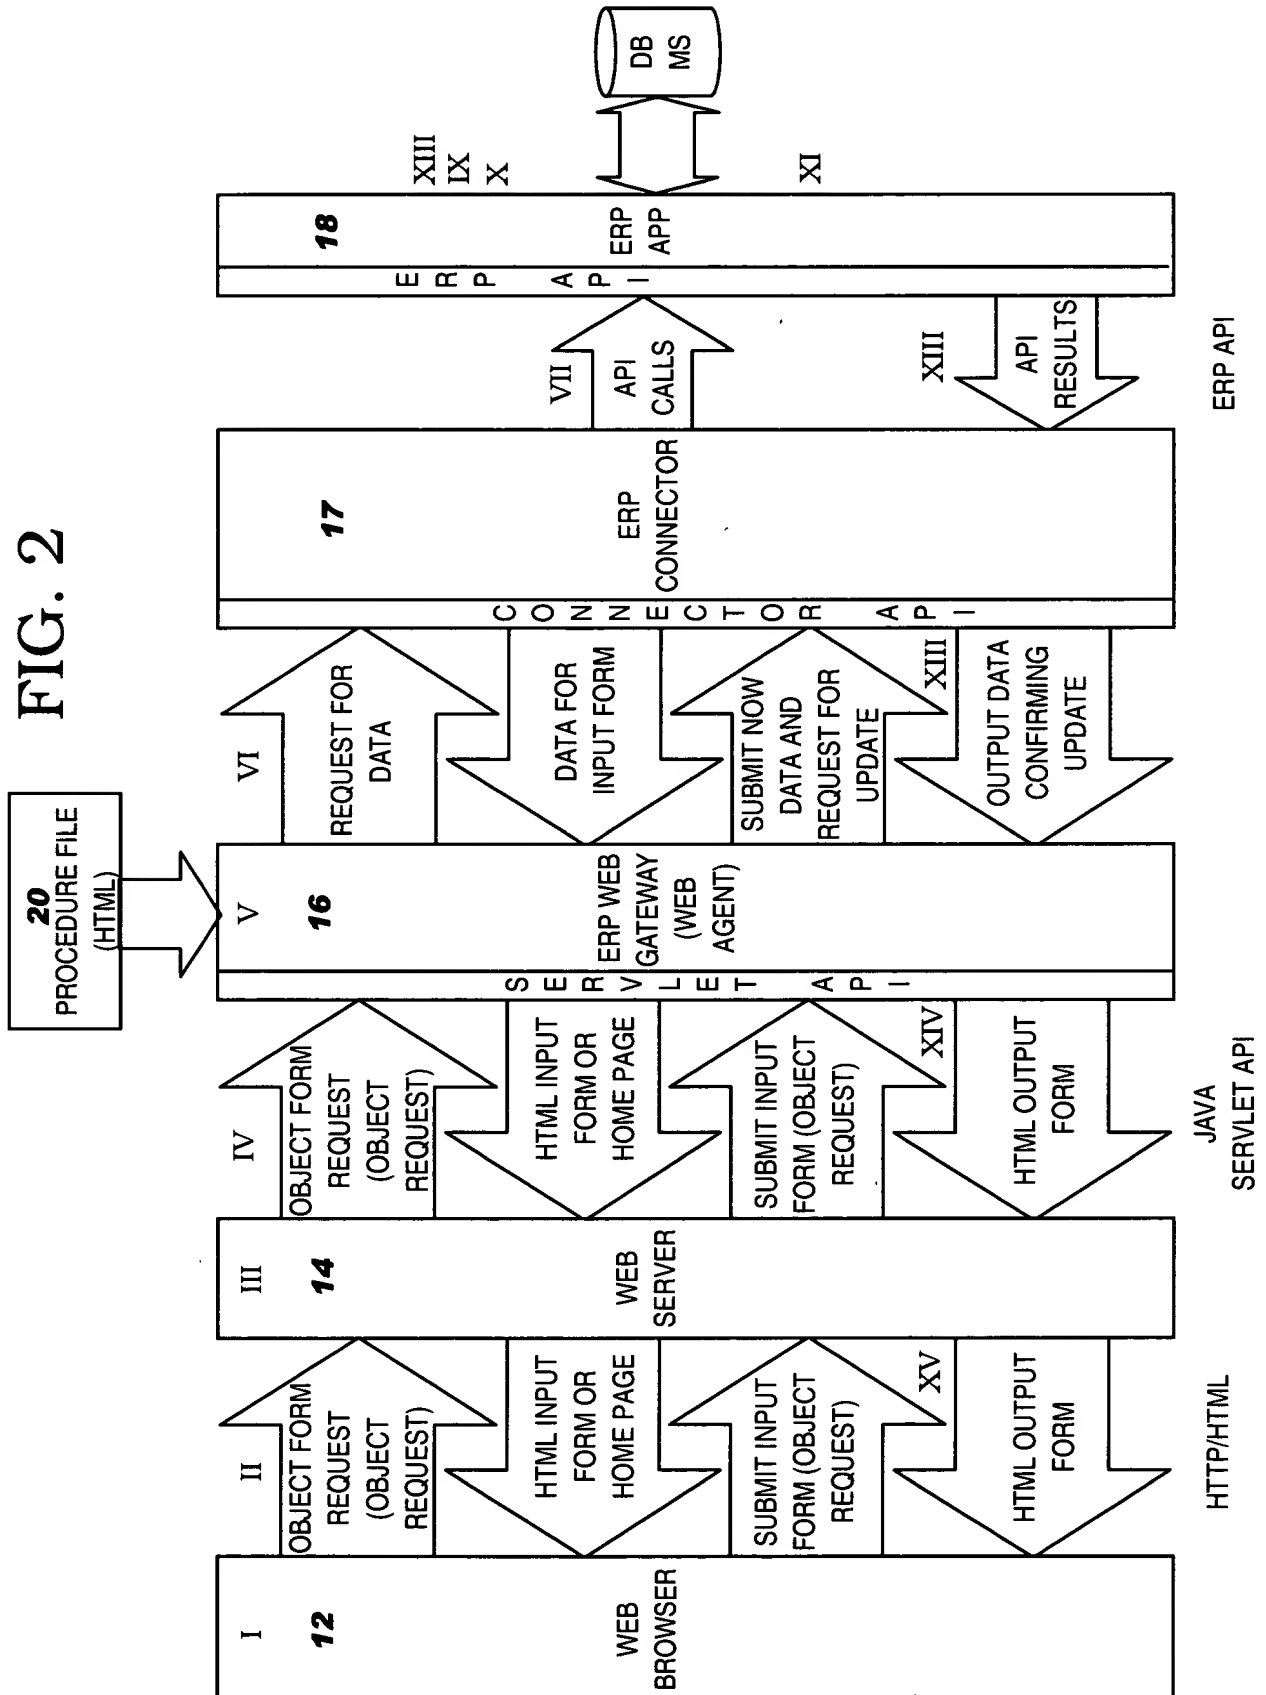 FIG. 2
20
PROCEDURE FILE
(HTML)
I
12
WEB
BROWSER
II
OBJECT FORM
REQUEST
(OBJECT
REQUEST)
HTML INPUT
FORM OR
HOME PAGE
SUBMIT INPUT
FORM (OBJECT
REQUEST)
XV
HTML OUTPUT
FORM
HTTP/HTML
III
14
WEB
SERVER
IV
OBJECT FORM
REQUEST
(OBJECT
REQUEST)
HTML INPUT
FORM OR
HOME PAGE
SUBMIT INPUT
FORM (OBJECT
REQUEST)
XIV
HTML OUTPUT
FORM
JAVA
SERVLET API
SERVLET API
V
16
ERP WEB
GATEWAY
(WEB
AGENT)
VI
REQUEST FOR
DATA
DATA FOR
INPUT FORM
SUBMIT NOW
DATA AND
REQUEST FOR
UPDATE
XIII
OUTPUT DATA
CONFIRMING
UPDATE
CONNECTOR API
17
ERP
CONNECTOR
VII
API
CALLS
XIII
API
RESULTS
ERP API
ERP API
18
ERP
APP
XIII
IX
X
XI
DB
MS